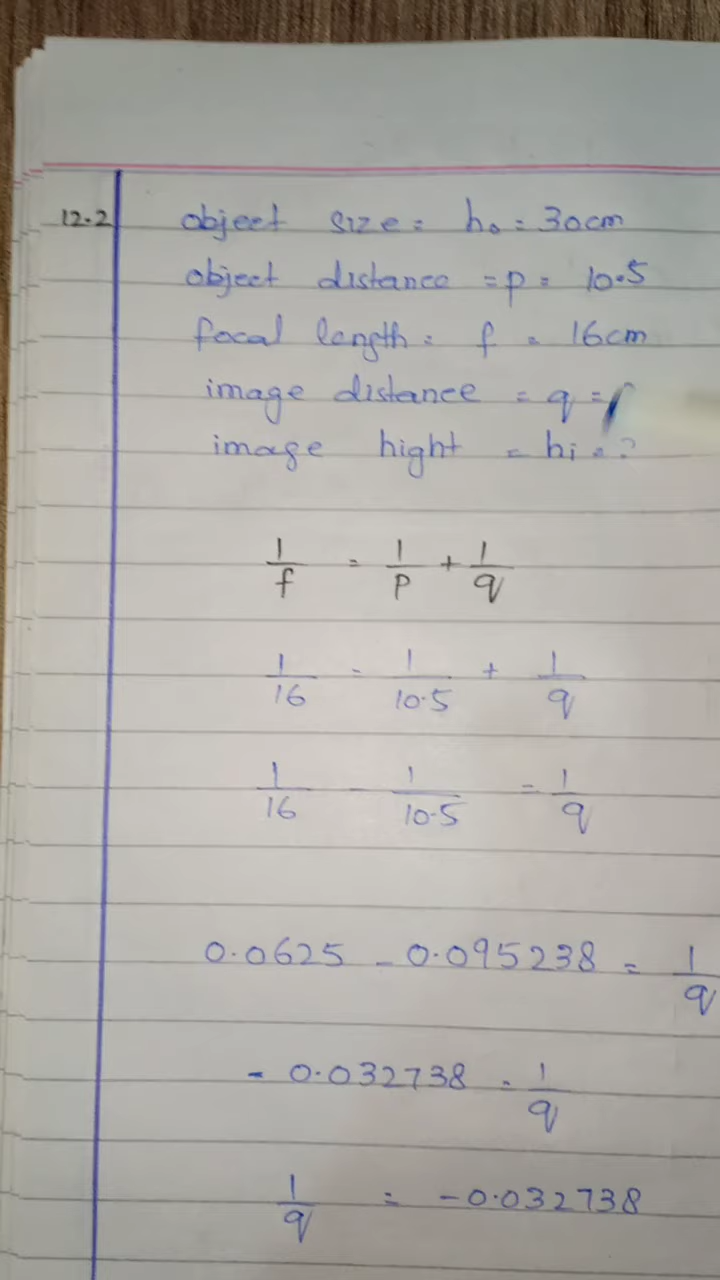 12.2 object size = ho = 30cm
object distance = p = 10.5
focal length = f = 16cm
image distance = q =
image hight = hi = ?
1/f = 1/p + 1/q
1/16 = 1/10.5 + 1/q
1/16 - 1/10.5 = 1/q
0.0625 - 0.095238 = 1/q
- 0.032738 = 1/q
1/q = -0.032738